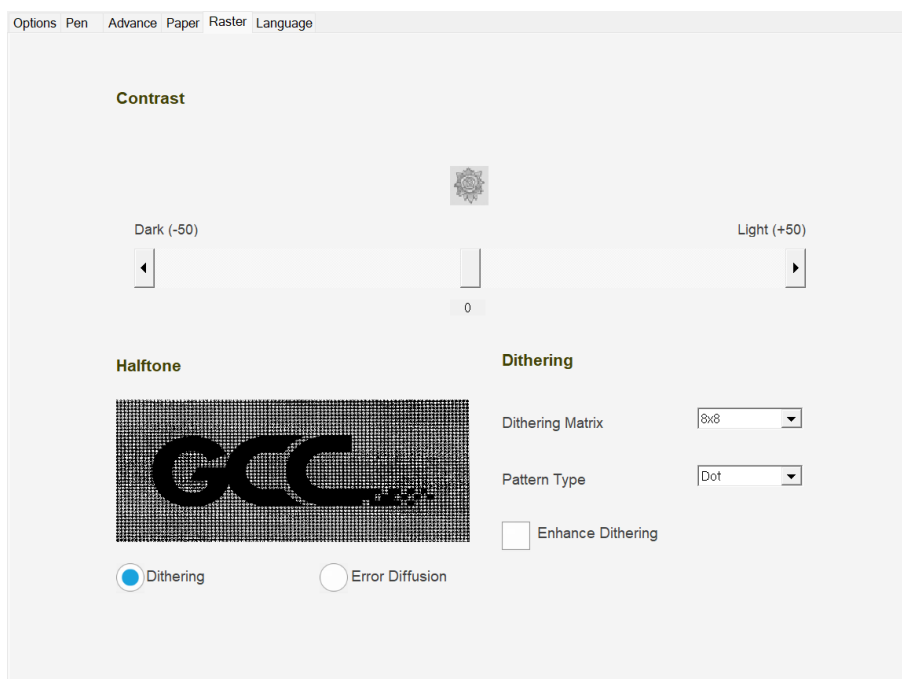 Options Pen Advance Paper Raster Language
Contrast
Dark (-50) Light (+50)
0
Halftone
Dithering
GCC
Dithering Matrix 8x8
Pattern Type Dot
Enhance Dithering
Dithering Error Diffusion